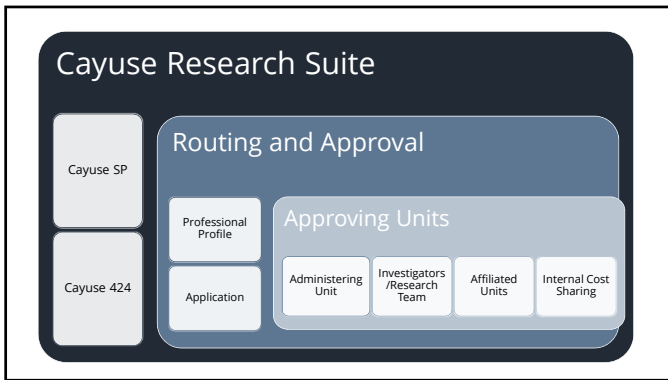 Cayuse Research Suite
Cayuse SP
Cayuse 424
Routing and Approval
Professional
Profile
Application
Approving Units
Administering
Unit
Investigators
/Research
Team
Affiliated
Units
Internal Cost
Sharing